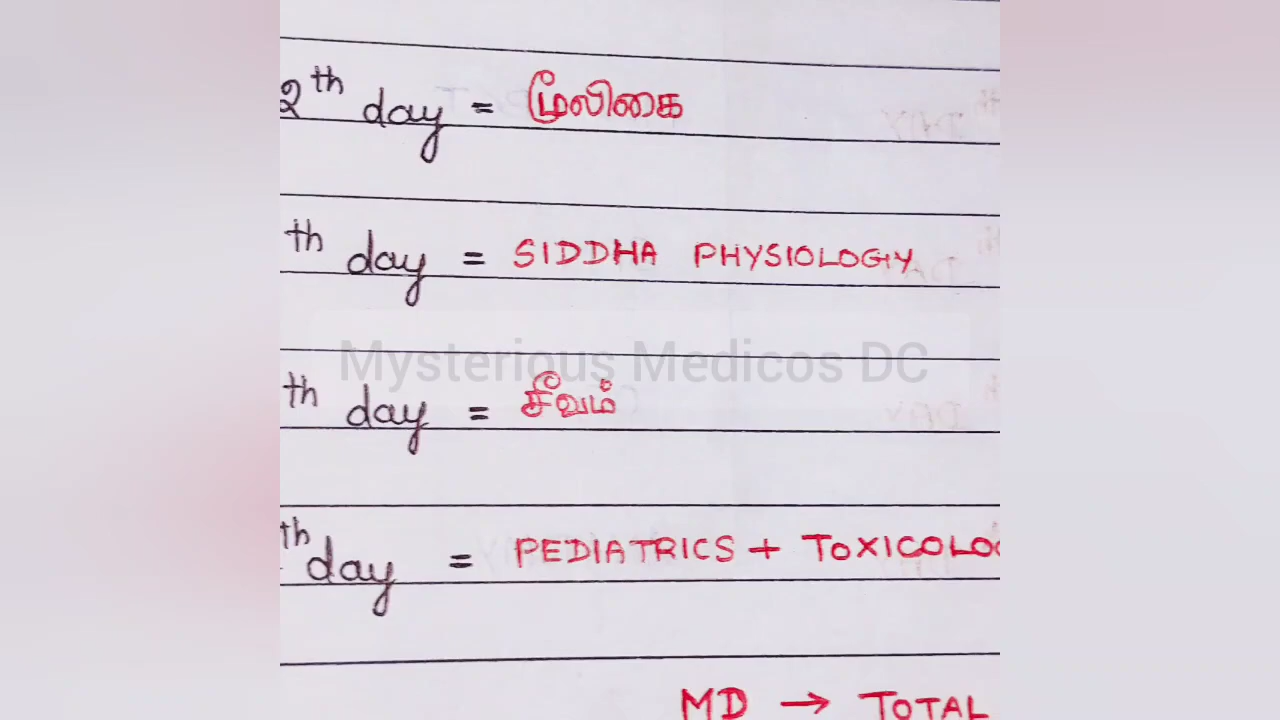 2th day = மூலிகை
th day = SIDDHA PHYSIOLOGY
Mysterious Medicos DC
th day = சீவம்
th day = PEDIATRICS + TOXICOLO
MD → TOTAL